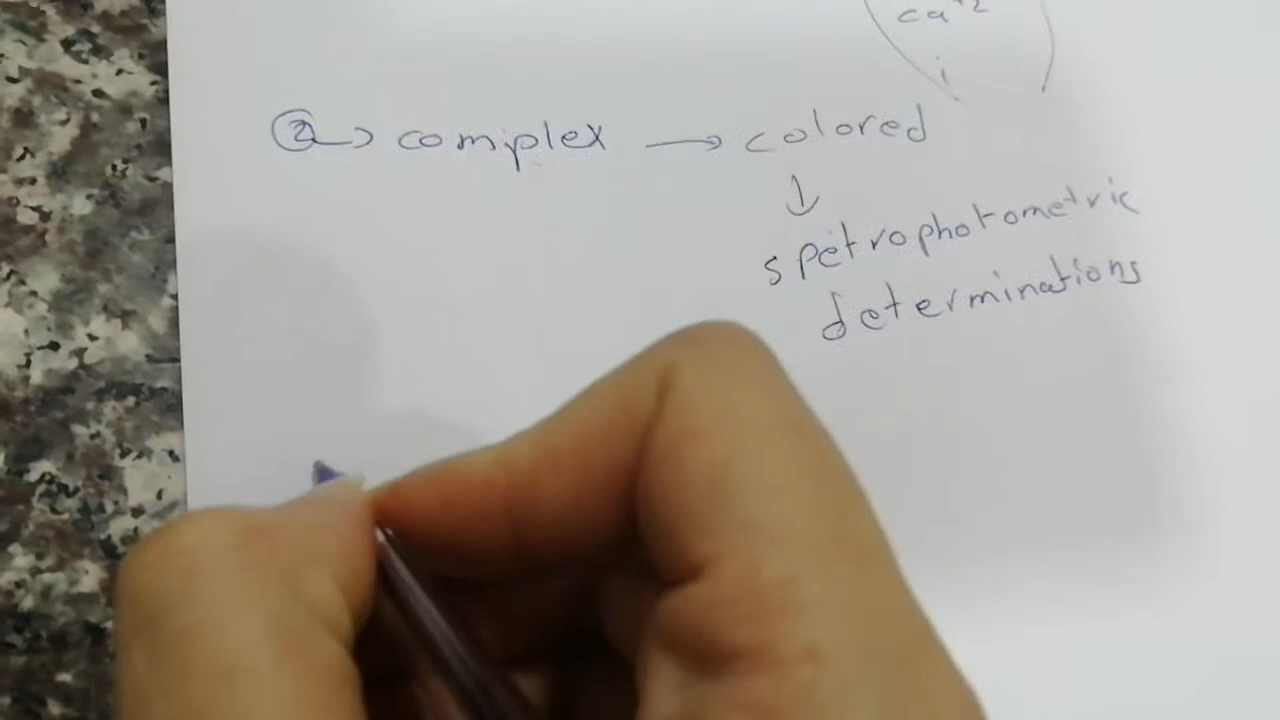 ca+2
② → complex → colored
↓
spetrophotometric
determinations